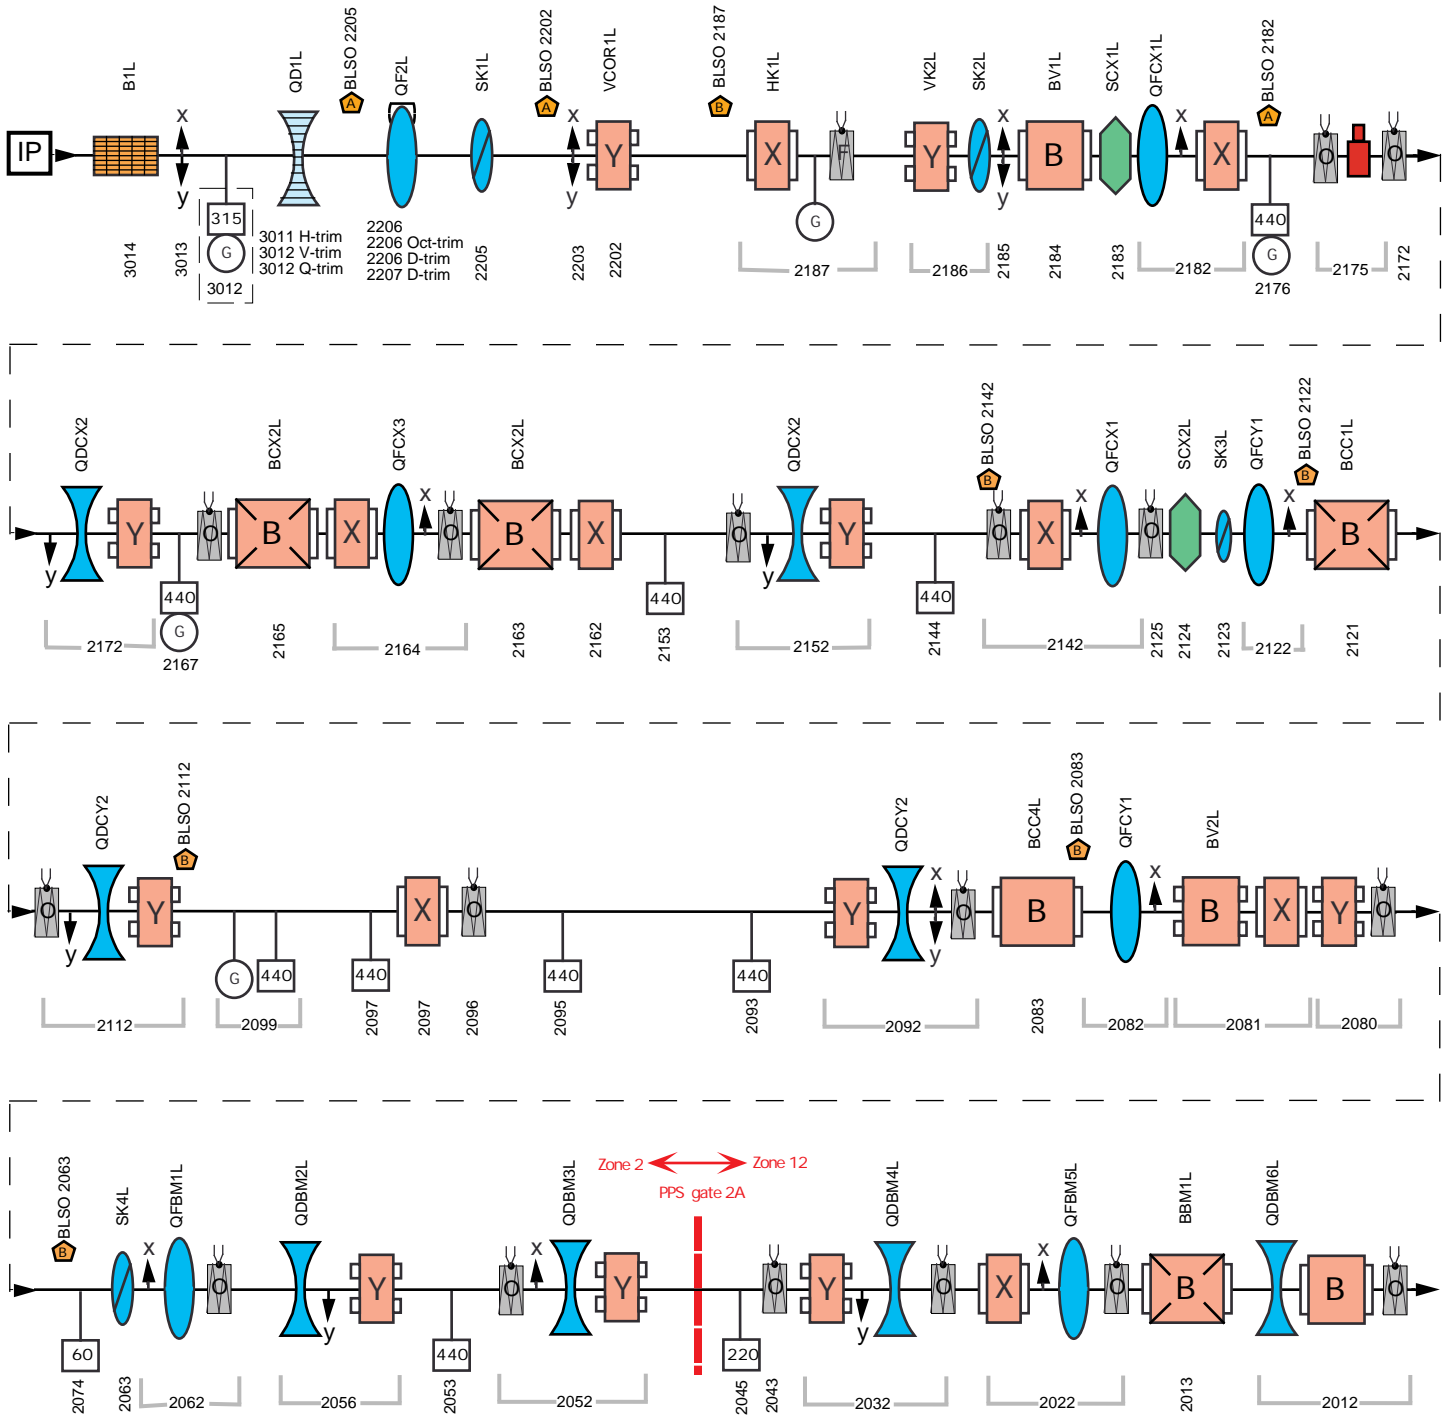 B1L
QD1L
BLSO 2205
QF2L
SK1L
BLSO 2202
VCOR1L
BLSO 2187
HK1L
VK2L
SK2L
BV1L
SCX1L
QFCX1L
BLSO 2182
A
A
B
A
IP
x
y
x
y
Y
X
F
Y
x
y
B
x
X
O
O
315
G
G
440
G
3014
3013
3012
3011 H-trim
3012 V-trim
3012 Q-trim
2206
2206 Oct-trim
2206 D-trim
2207 D-trim
2205
2203
2202
2187
2186
2185
2184
2183
2182
2176
2175
2172
QDCX2
BCX2L
QFCX3
BCX2L
QDCX2
BLSO 2142
QFCX1
SCX2L
SK3L
QFCY1
BLSO 2122
BCC1L
B
B
y
Y
O
B
X
x
O
B
X
O
y
Y
O
X
x
O
x
B
440
G
440
440
2172
2167
2165
2164
2163
2162
2153
2152
2144
2142
2125
2124
2123
2122
2121
QDCY2
BLSO 2112
QDCY2
BCC4L
BLSO 2083
QFCY1
BV2L
B
B
O
y
Y
X
O
Y
x
y
O
B
x
B
X
Y
O
G
440
440
440
440
2112
2099
2097
2097
2096
2095
2093
2092
2083
2082
2081
2080
BLSO 2063
SK4L
QFBM1L
QDBM2L
QDBM3L
Zone 2
Zone 12
PPS gate 2A
QDBM4L
QFBM5L
BBM1L
QDBM6L
B
x
O
y
Y
O
x
Y
O
Y
y
O
X
x
O
B
B
O
60
440
220
2074
2063
2062
2056
2053
2052
2045
2043
2032
2022
2013
2012